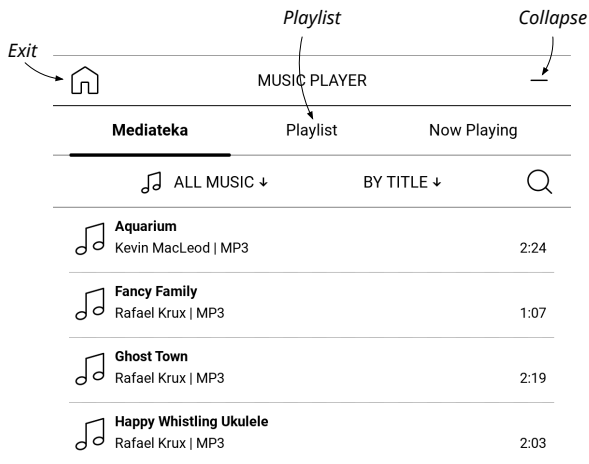 Playlist
Collapse
Exit
MUSIC PLAYER
Mediateka Playlist Now Playing
ALL MUSIC ↓ BY TITLE ↓
Aquarium
Kevin MacLeod | MP3 2:24
Fancy Family
Rafael Krux | MP3 1:07
Ghost Town
Rafael Krux | MP3 2:19
Happy Whistling Ukulele
Rafael Krux | MP3 2:03